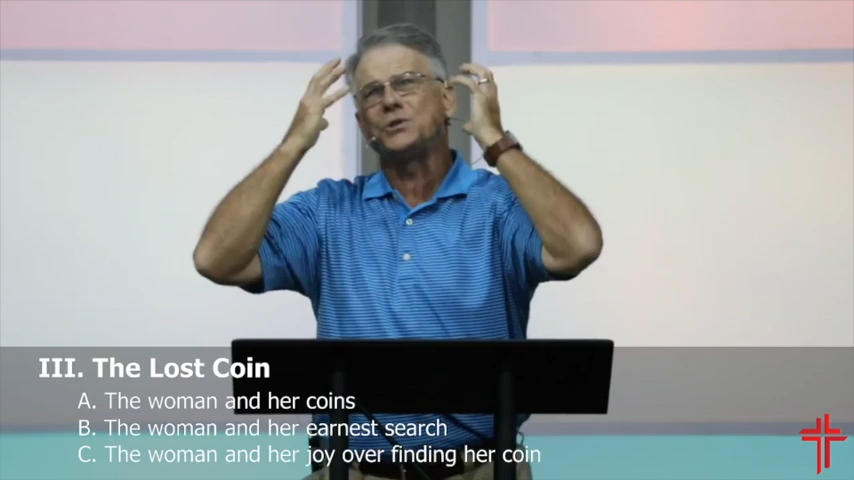 III. The Lost Coin
A. The woman and her coins
B. The woman and her earnest search
C. The woman and her joy over finding her coin